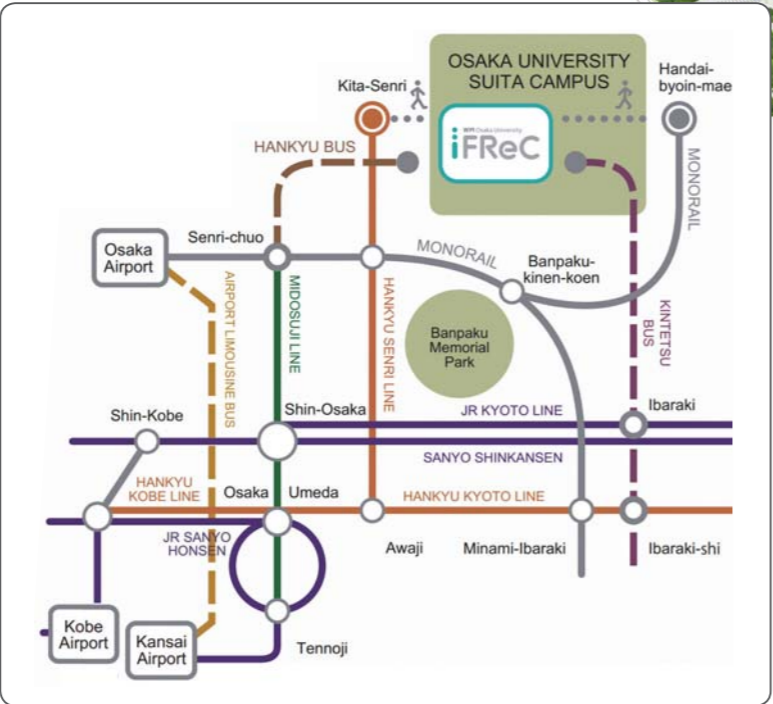 OSAKA UNIVERSITY
SUITA CAMPUS
Handai-
byoin-mae
Kita-Senri
WPI Osaka University
iFReC
HANKYU BUS
MONORAIL
Senri-chuo
Osaka
Airport
MONORAIL
Banpaku-
kinen-koen
AIRPORT LIMOUSINE BUS
MIDOSUJI LINE
HANKYU SENRI LINE
KINTETSU
BUS
Banpaku
Memorial
Park
Shin-Kobe
Shin-Osaka
JR KYOTO LINE
Ibaraki
SANYO SHINKANSEN
HANKYU
KOBE LINE
Osaka
Umeda
HANKYU KYOTO LINE
JR SANYO
HONSEN
Awaji
Minami-Ibaraki
Ibaraki-shi
Kobe
Airport
Kansai
Airport
Tennoji